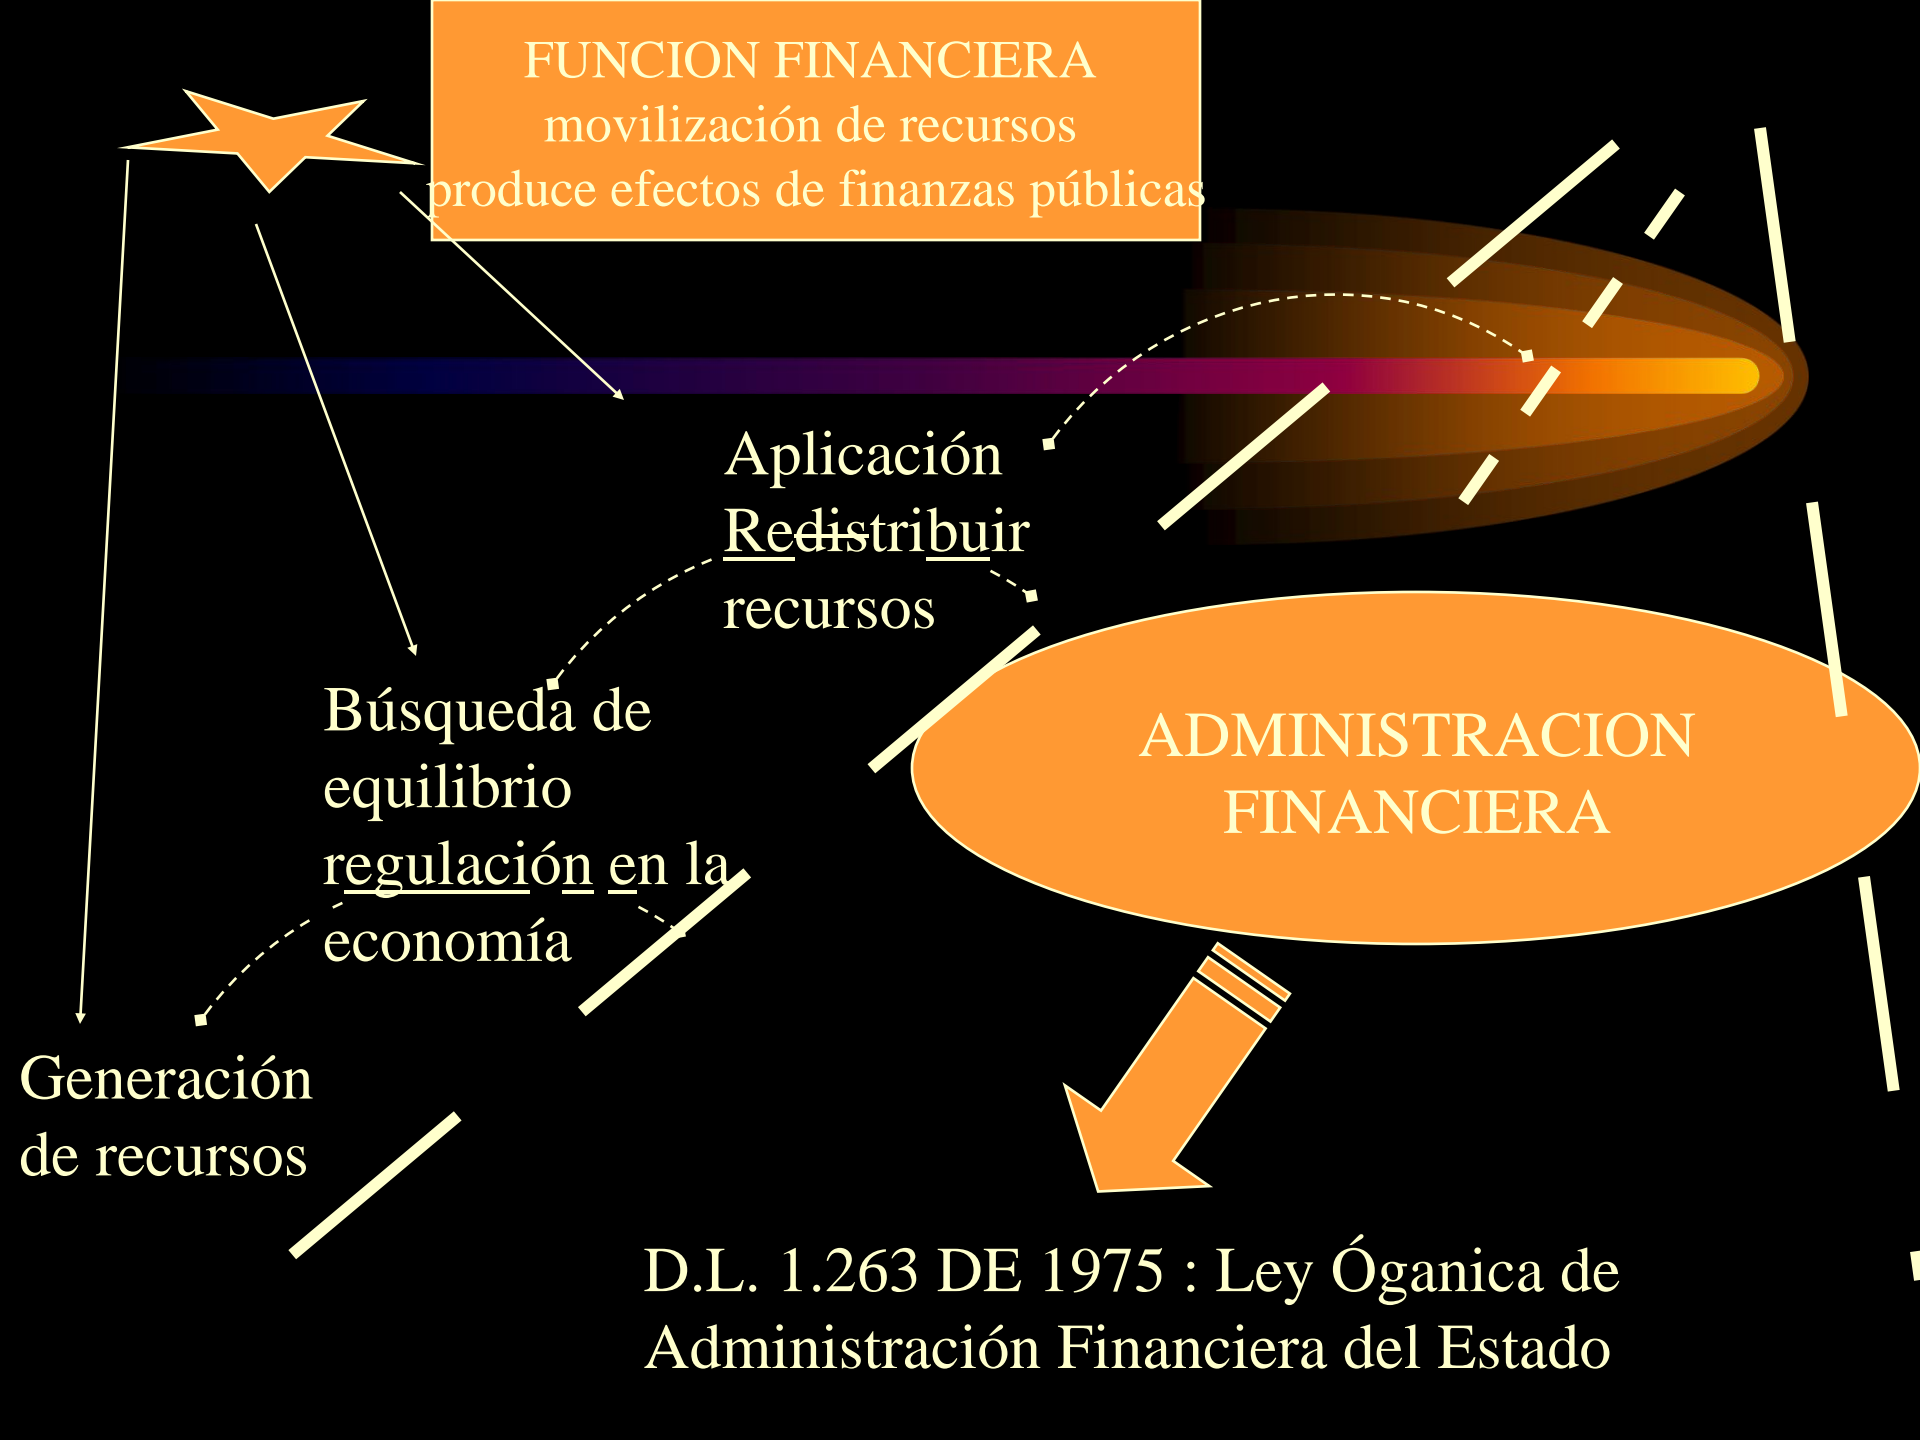 FUNCION FINANCIERA
movilización de recursos
produce efectos de finanzas públicas
Aplicación
Redistribuir
recursos
Búsqueda de
equilibrio
regulación en la
economía
ADMINISTRACION
FINANCIERA
Generación
de recursos
D.L. 1.263 DE 1975 : Ley Óganica de
Administración Financiera del Estado